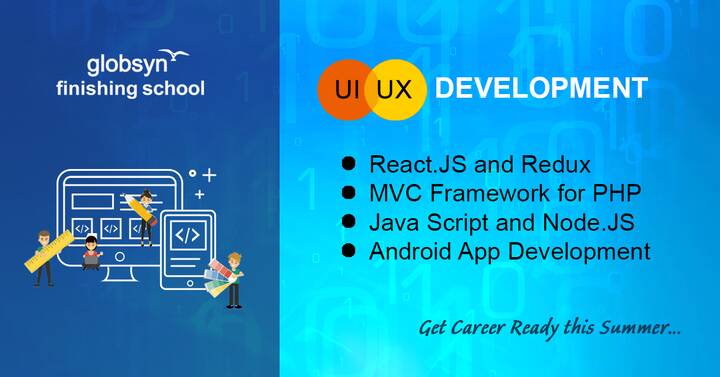 globsyn
finishing school
UI UX DEVELOPMENT
React.JS and Redux
MVC Framework for PHP
Java Script and Node.JS
Android App Development
Get Career Ready this Summer...